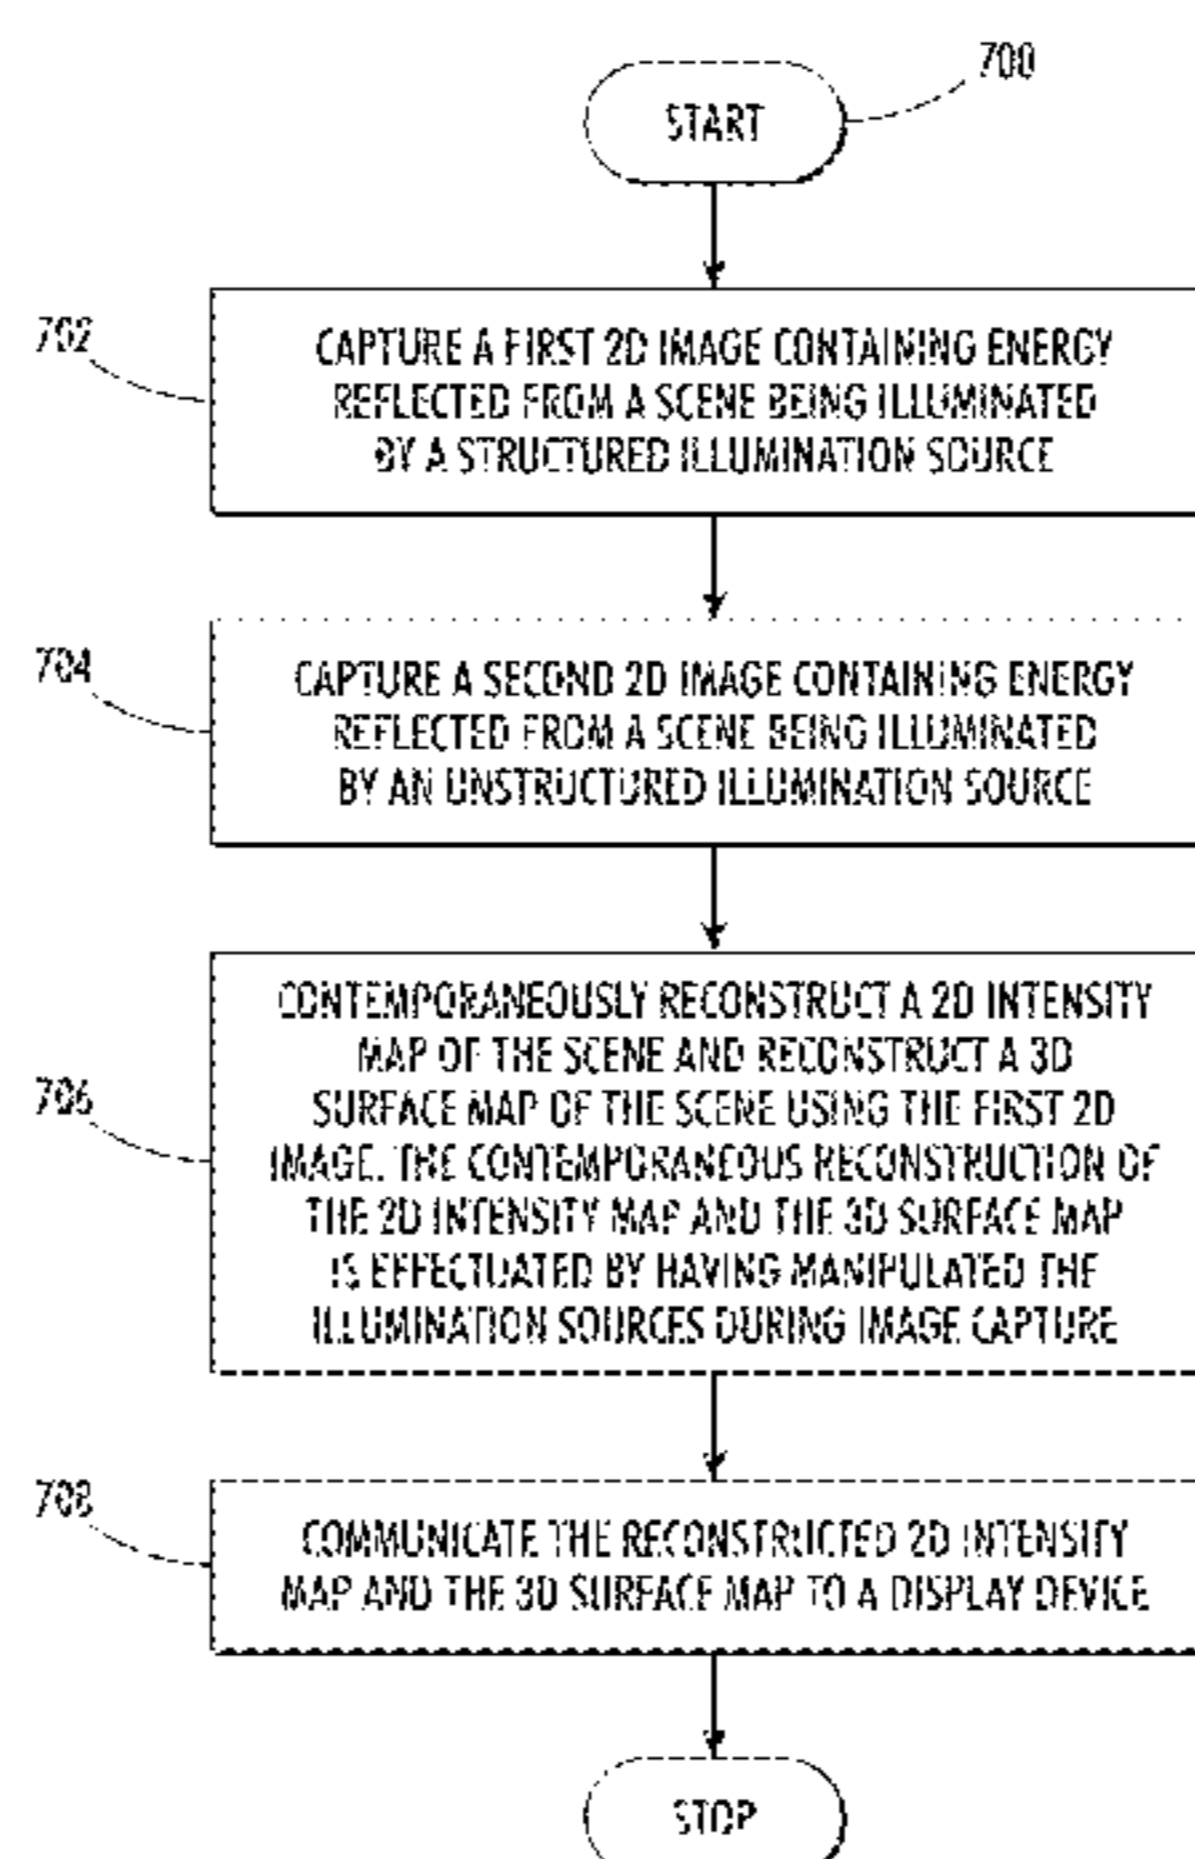 700
START
702
CAPTURE A FIRST 2D IMAGE CONTAINING ENERGY
REFLECTED FROM A SCENE BEING ILLUMINATED
BY A STRUCTURED ILLUMINATION SOURCE
704
CAPTURE A SECOND 2D IMAGE CONTAINING ENERGY
REFLECTED FROM A SCENE BEING ILLUMINATED
BY AN UNSTRUCTURED ILLUMINATION SOURCE
706
CONTEMPORANEOUSLY RECONSTRUCT A 2D INTENSITY
MAP OF THE SCENE AND RECONSTRUCT A 3D
SURFACE MAP OF THE SCENE USING THE FIRST 2D
IMAGE. THE CONTEMPORANEOUS RECONSTRUCTION OF
THE 2D INTENSITY MAP AND THE 3D SURFACE MAP
IS EFFECTUATED BY HAVING MANIPULATED THE
ILLUMINATION SOURCES DURING IMAGE CAPTURE
708
COMMUNICATE THE RECONSTRUCTED 2D INTENSITY
MAP AND THE 3D SURFACE MAP TO A DISPLAY DEVICE
STOP